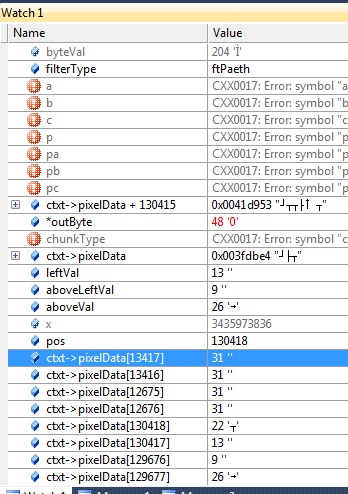 Watch 1
Name Value
byteVal 204 'Ì'
filterType ftPaeth
a CXX0017: Error: symbol "a
b CXX0017: Error: symbol "b
c CXX0017: Error: symbol "c
p CXX0017: Error: symbol "p
pa CXX0017: Error: symbol "p
pb CXX0017: Error: symbol "p
pc CXX0017: Error: symbol "p
ctxt->pixelData + 130415 0x0041d953 "┘┬┬├† ┬
*outByte 48 '0'
chunkType CXX0017: Error: symbol "c
ctxt->pixelData 0x003fdbe4 "┘├┬"
leftVal 13 ''
aboveLeftVal 9 ''
aboveVal 26 '→'
x 3435973836
pos 130418
ctxt->pixelData[13417] 31 ''
ctxt->pixelData[13416] 31 ''
ctxt->pixelData[12675] 31 ''
ctxt->pixelData[12676] 31 ''
ctxt->pixelData[130418] 22 '┬'
ctxt->pixelData[130417] 13 ''
ctxt->pixelData[129676] 9 ''
ctxt->pixelData[129677] 26 '→'